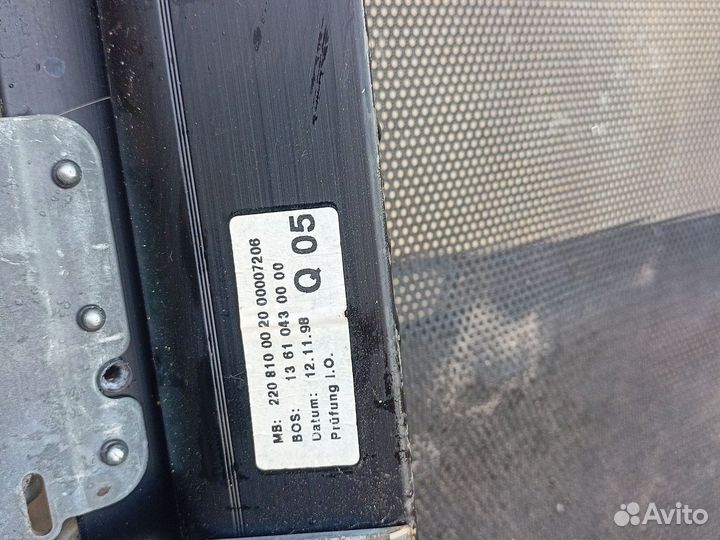 MB: 220 810 00 20 00007206
BOS: 13 61 043 00 00
Datum: 12.11.98
Prüfung i.O.
Q 05
Avito